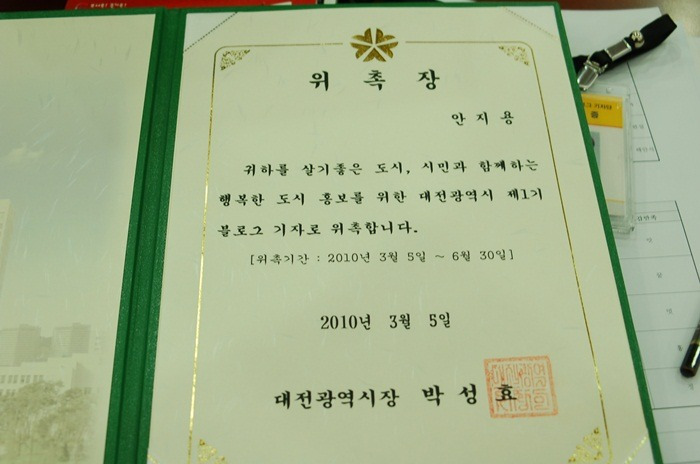 위촉장
안지용
귀하를 살기좋은 도시, 시민과 함께하는
행복한 도시 홍보를 위한 대전광역시 제1기
블로그 기자로 위촉합니다.
[위촉기간 : 2010년 3월 5일 ~ 6월 30일]
2010년 3월 5일
대전광역시장 박성효